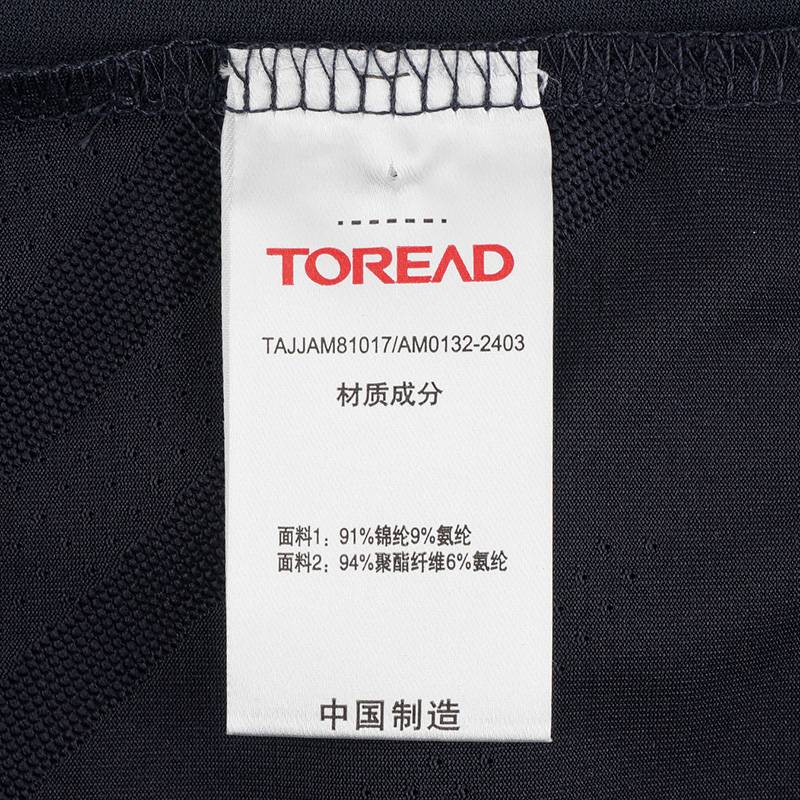 TOREAD
TAJJAM81017/AM0132-2403
材质成分
面料1：91%锦纶9%氨纶
面料2：94%聚酯纤维6%氨纶
中国制造